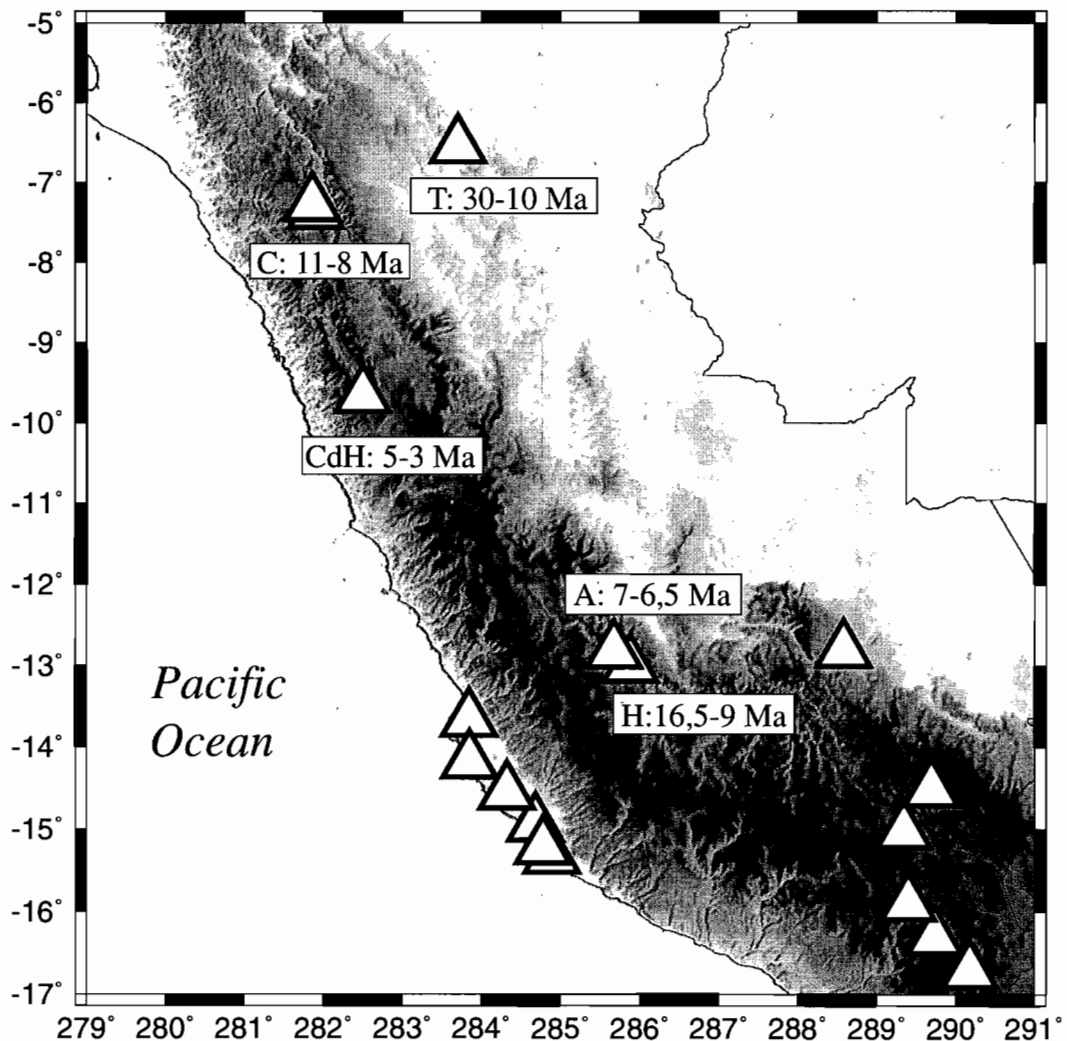 -5°
-6°
-7°
-8°
-9°
-10°
-11°
-12°
-13°
-14°
-15°
-16°
-17°
T: 30-10 Ma
C: 11-8 Ma
CdH: 5-3 Ma
A: 7-6,5 Ma
H:16,5-9 Ma
Pacific
Ocean
279° 280° 281° 282° 283° 284° 285° 286° 287° 288° 289° 290° 291°